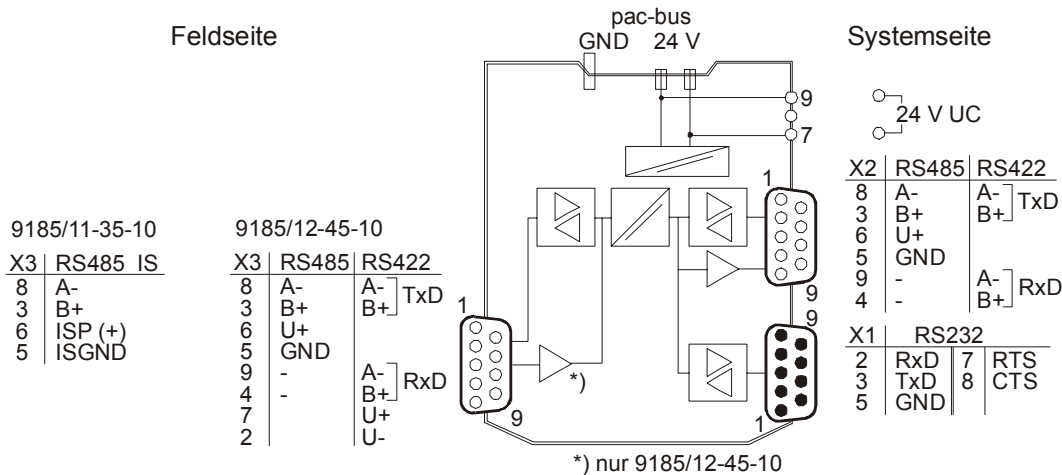 pac-bus
Feldseite
GND 24 V
Systemseite
9
7
24 V UC
1
X2 RS485 RS422
8 A- A- TxD
3 B+ B+
6 U+
5 GND
9 - A- RxD
4 - B+
9
9185/11-35-10
X3 RS485 IS
8 A-
3 B+
6 ISP (+)
5 ISGND
9185/12-45-10
X3 RS485 RS422
8 A- A- TxD
3 B+ B+
6 U+
5 GND
9 - A- RxD
4 - B+
7 U+
2 U-
1
9
*)
9
1
X1 RS232
2 RxD 7 RTS
3 TxD 8 CTS
5 GND
*) nur 9185/12-45-10